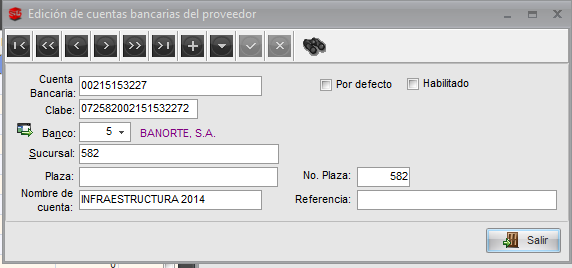 Edición de cuentas bancarias del proveedor
Cuenta Bancaria: 00215153227
Por defecto
Habilitado
Clabe: 072582002151532272
Banco: 5 BANORTE, S.A.
Sucursal: 582
Plaza:
No. Plaza: 582
Nombre de cuenta: INFRAESTRUCTURA 2014
Referencia:
Salir